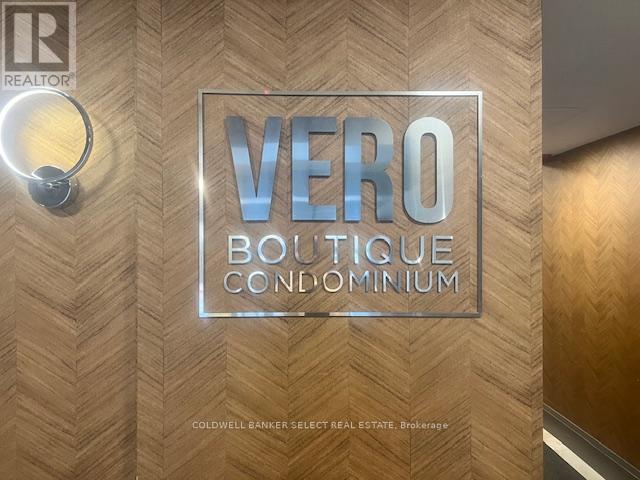 REALTOR®
VERO
BOUTIQUE
CONDOMINIUM
COLDWELL BANKER SELECT REAL ESTATE, Brokerage